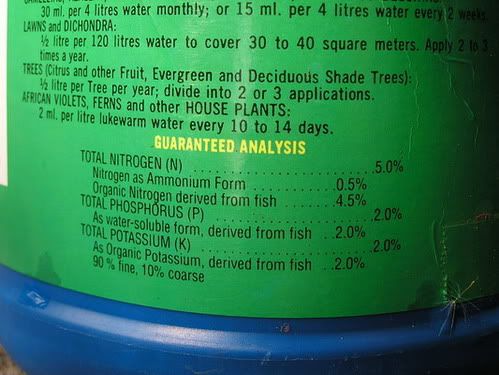 30 ml. per 4 litres water monthly; or 15 ml. per 4 litres water every 2 weeks.
LAWNS and DICHONDRA:
½ litre per 120 litres water to cover 30 to 40 square meters. Apply 2 to 3
times a year.
TREES (Citrus and other Fruit, Evergreen and Deciduous Shade Trees):
½ litre per Tree per year; divide into 2 or 3 applications.
AFRICAN VIOLETS, FERNS and other HOUSE PLANTS:
2 ml. per litre lukewarm water every 10 to 14 days.
GUARANTEED ANALYSIS
TOTAL NITROGEN (N) ........................ 5.0%
Nitrogen as Ammonium Form .......... 0.5%
Organic Nitrogen derived from fish ..... 4.5%
TOTAL PHOSPHORUS (P) .................... 2.0%
As water-soluble form, derived from fish .. 2.0%
TOTAL POTASSIUM (K) ...................... 2.0%
As Organic Potassium, derived from fish ... 2.0%
90 % fine, 10% coarse